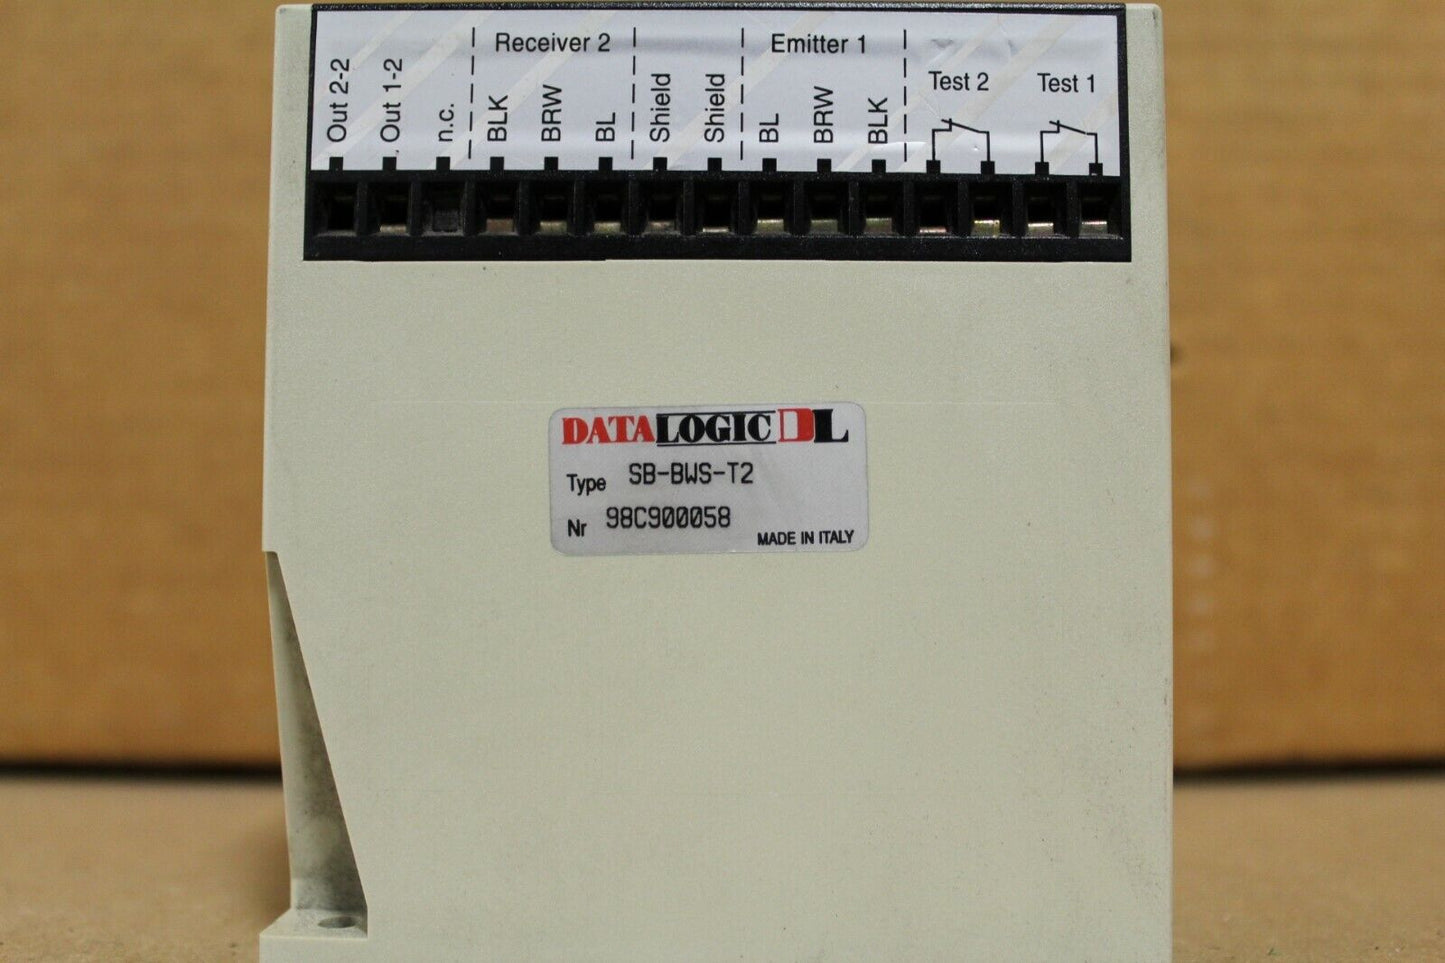 Receiver 2 Emitter 1
Test 2 Test 1
Out 2-2 Out 1-2 n.c. BLK BRW BL Shield Shield BL BRW BLK
DATALOGIC DL
Type SB-BWS-T2
Nr 98C900058
MADE IN ITALY